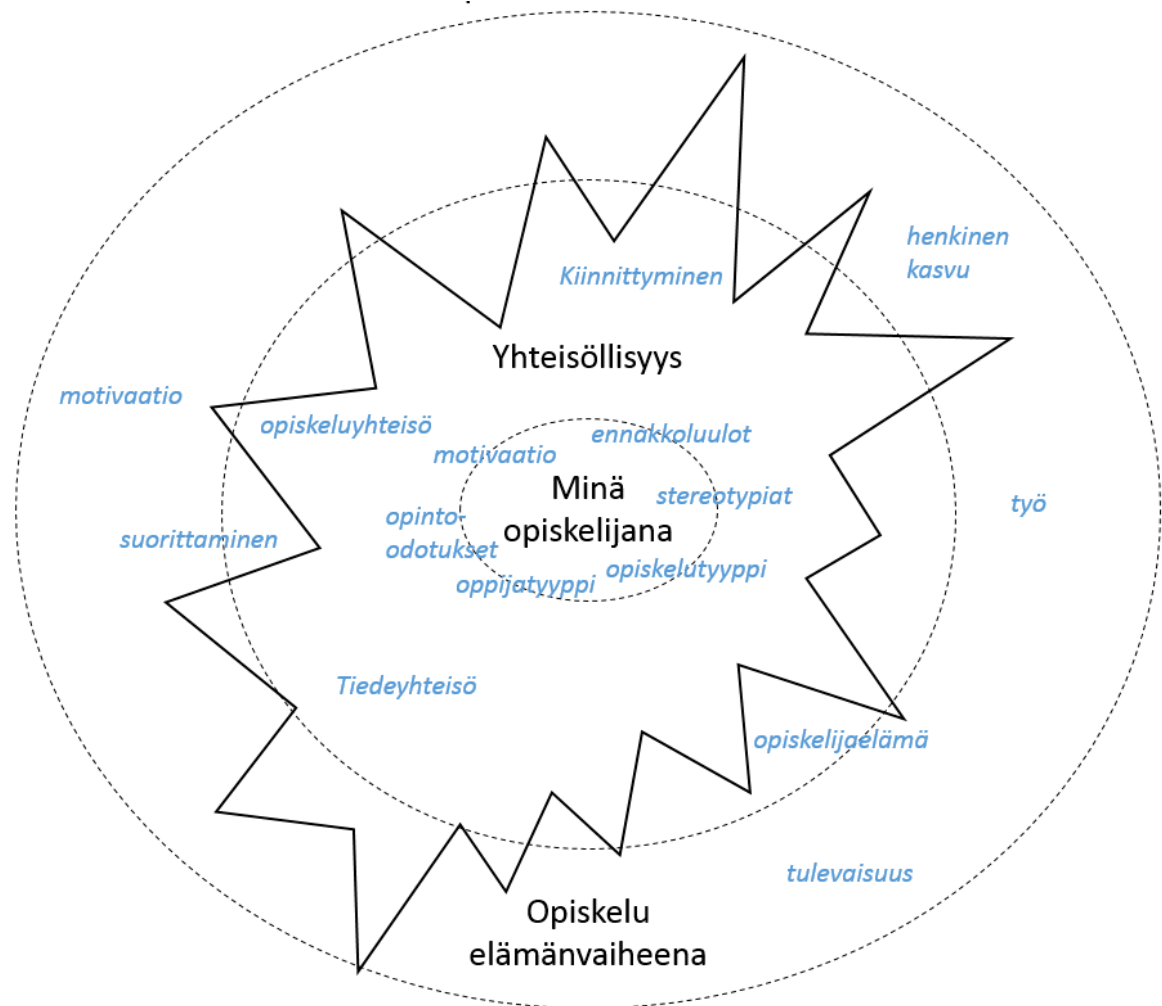 henkinen
kasvu
Kiinnittyminen
Yhteisöllisyys
motivaatio
opiskeluyhteisö
ennakkoluulot
motivaatio
Minä
opiskelijana
stereotypiat
opinto-
odotukset
työ
suorittaminen
oppijatyyppi
opiskelutyyppi
Tiedeyhteisö
opiskelijaelämä
tulevaisuus
Opiskelu
elämänvaiheena